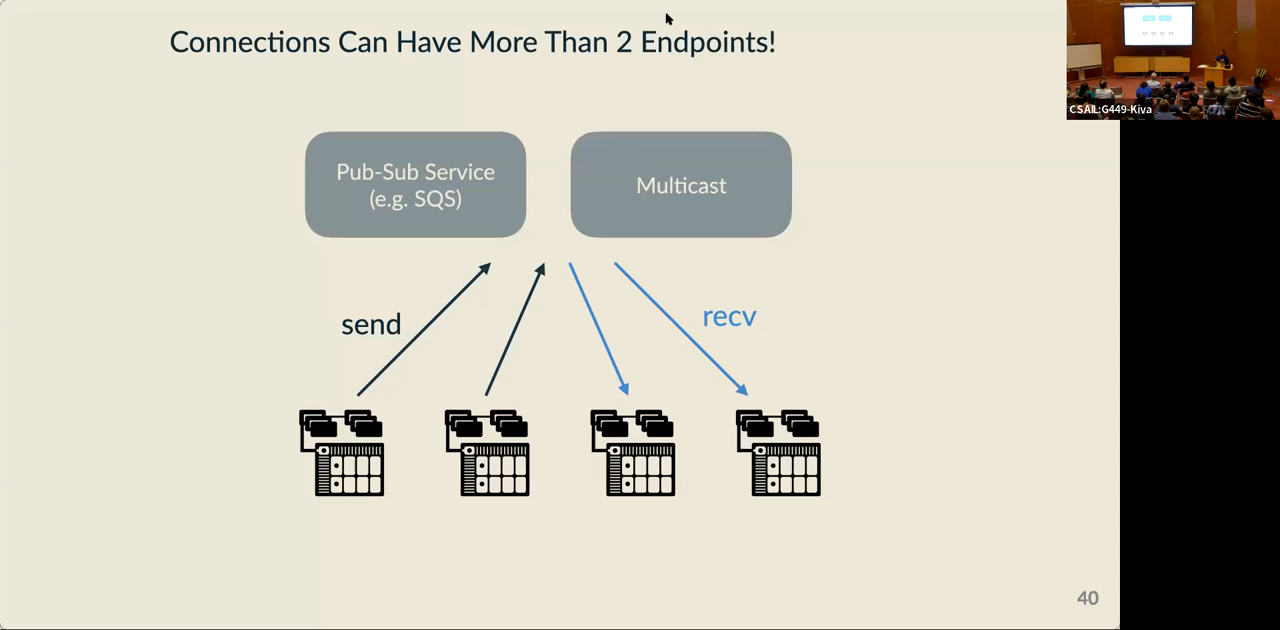 Connections Can Have More Than 2 Endpoints!
CSAIL:G449-Kiva
Pub-Sub Service
(e.g. SQS)
Multicast
send
recv
40